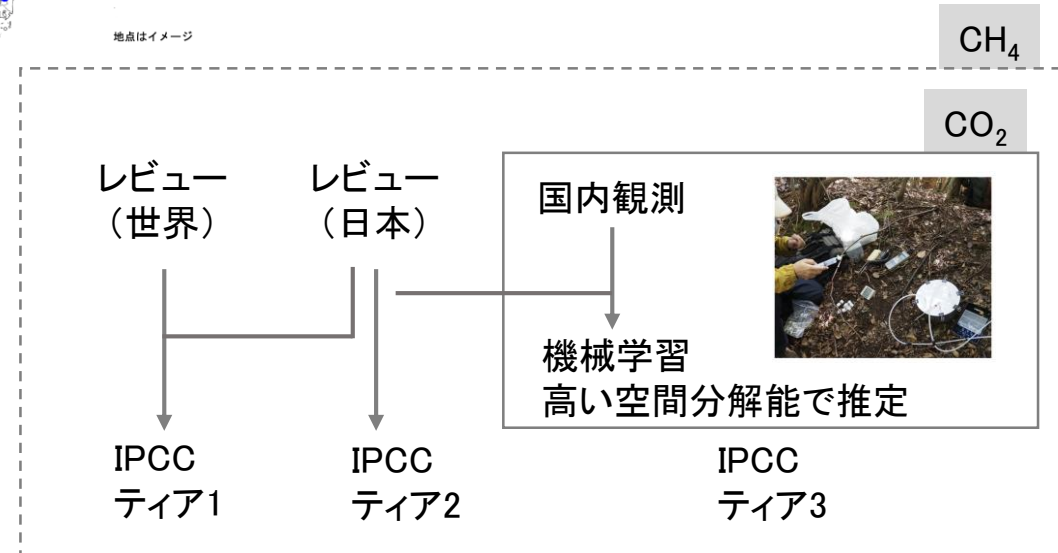 地点はイメージ
CH₄
CO₂
レビュー
（世界）
レビュー
（日本）
国内観測
機械学習
高い空間分解能で推定
IPCC
ティア1
IPCC
ティア2
IPCC
ティア3